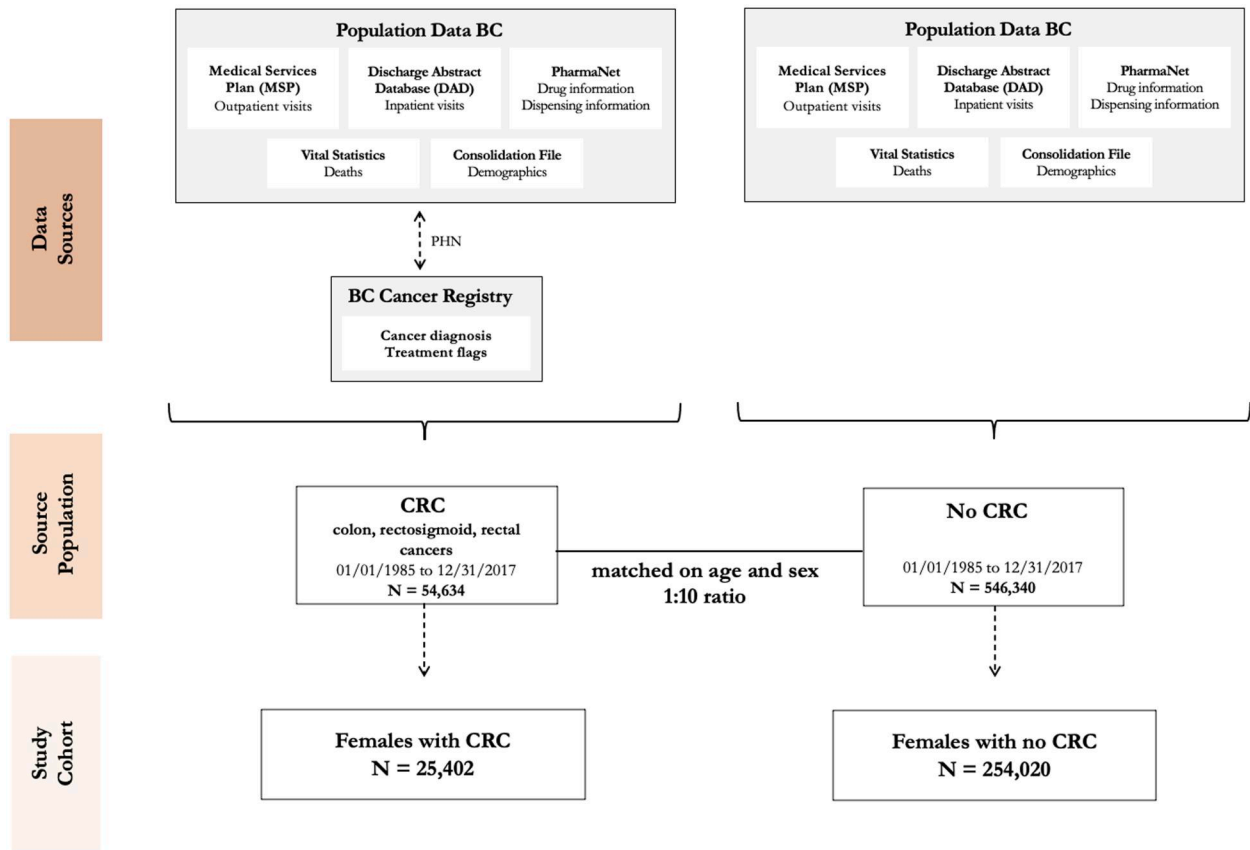 Population Data BC
Medical Services
Plan (MSP)
Outpatient visits
Discharge Abstract
Database (DAD)
Inpatient visits
PharmaNet
Drug information
Dispensing information
Vital Statistics
Deaths
Consolidation File
Demographics
Population Data BC
Medical Services
Plan (MSP)
Outpatient visits
Discharge Abstract
Database (DAD)
Inpatient visits
PharmaNet
Drug information
Dispensing information
Vital Statistics
Deaths
Consolidation File
Demographics
Data
Sources
PHN
BC Cancer Registry
Cancer diagnosis
Treatment flags
Source
Population
CRC
colon, rectosigmoid, rectal
cancers
01/01/1985 to 12/31/2017
N = 54,634
matched on age and sex
1:10 ratio
No CRC
01/01/1985 to 12/31/2017
N = 546,340
Study
Cohort
Females with CRC
N = 25,402
Females with no CRC
N = 254,020